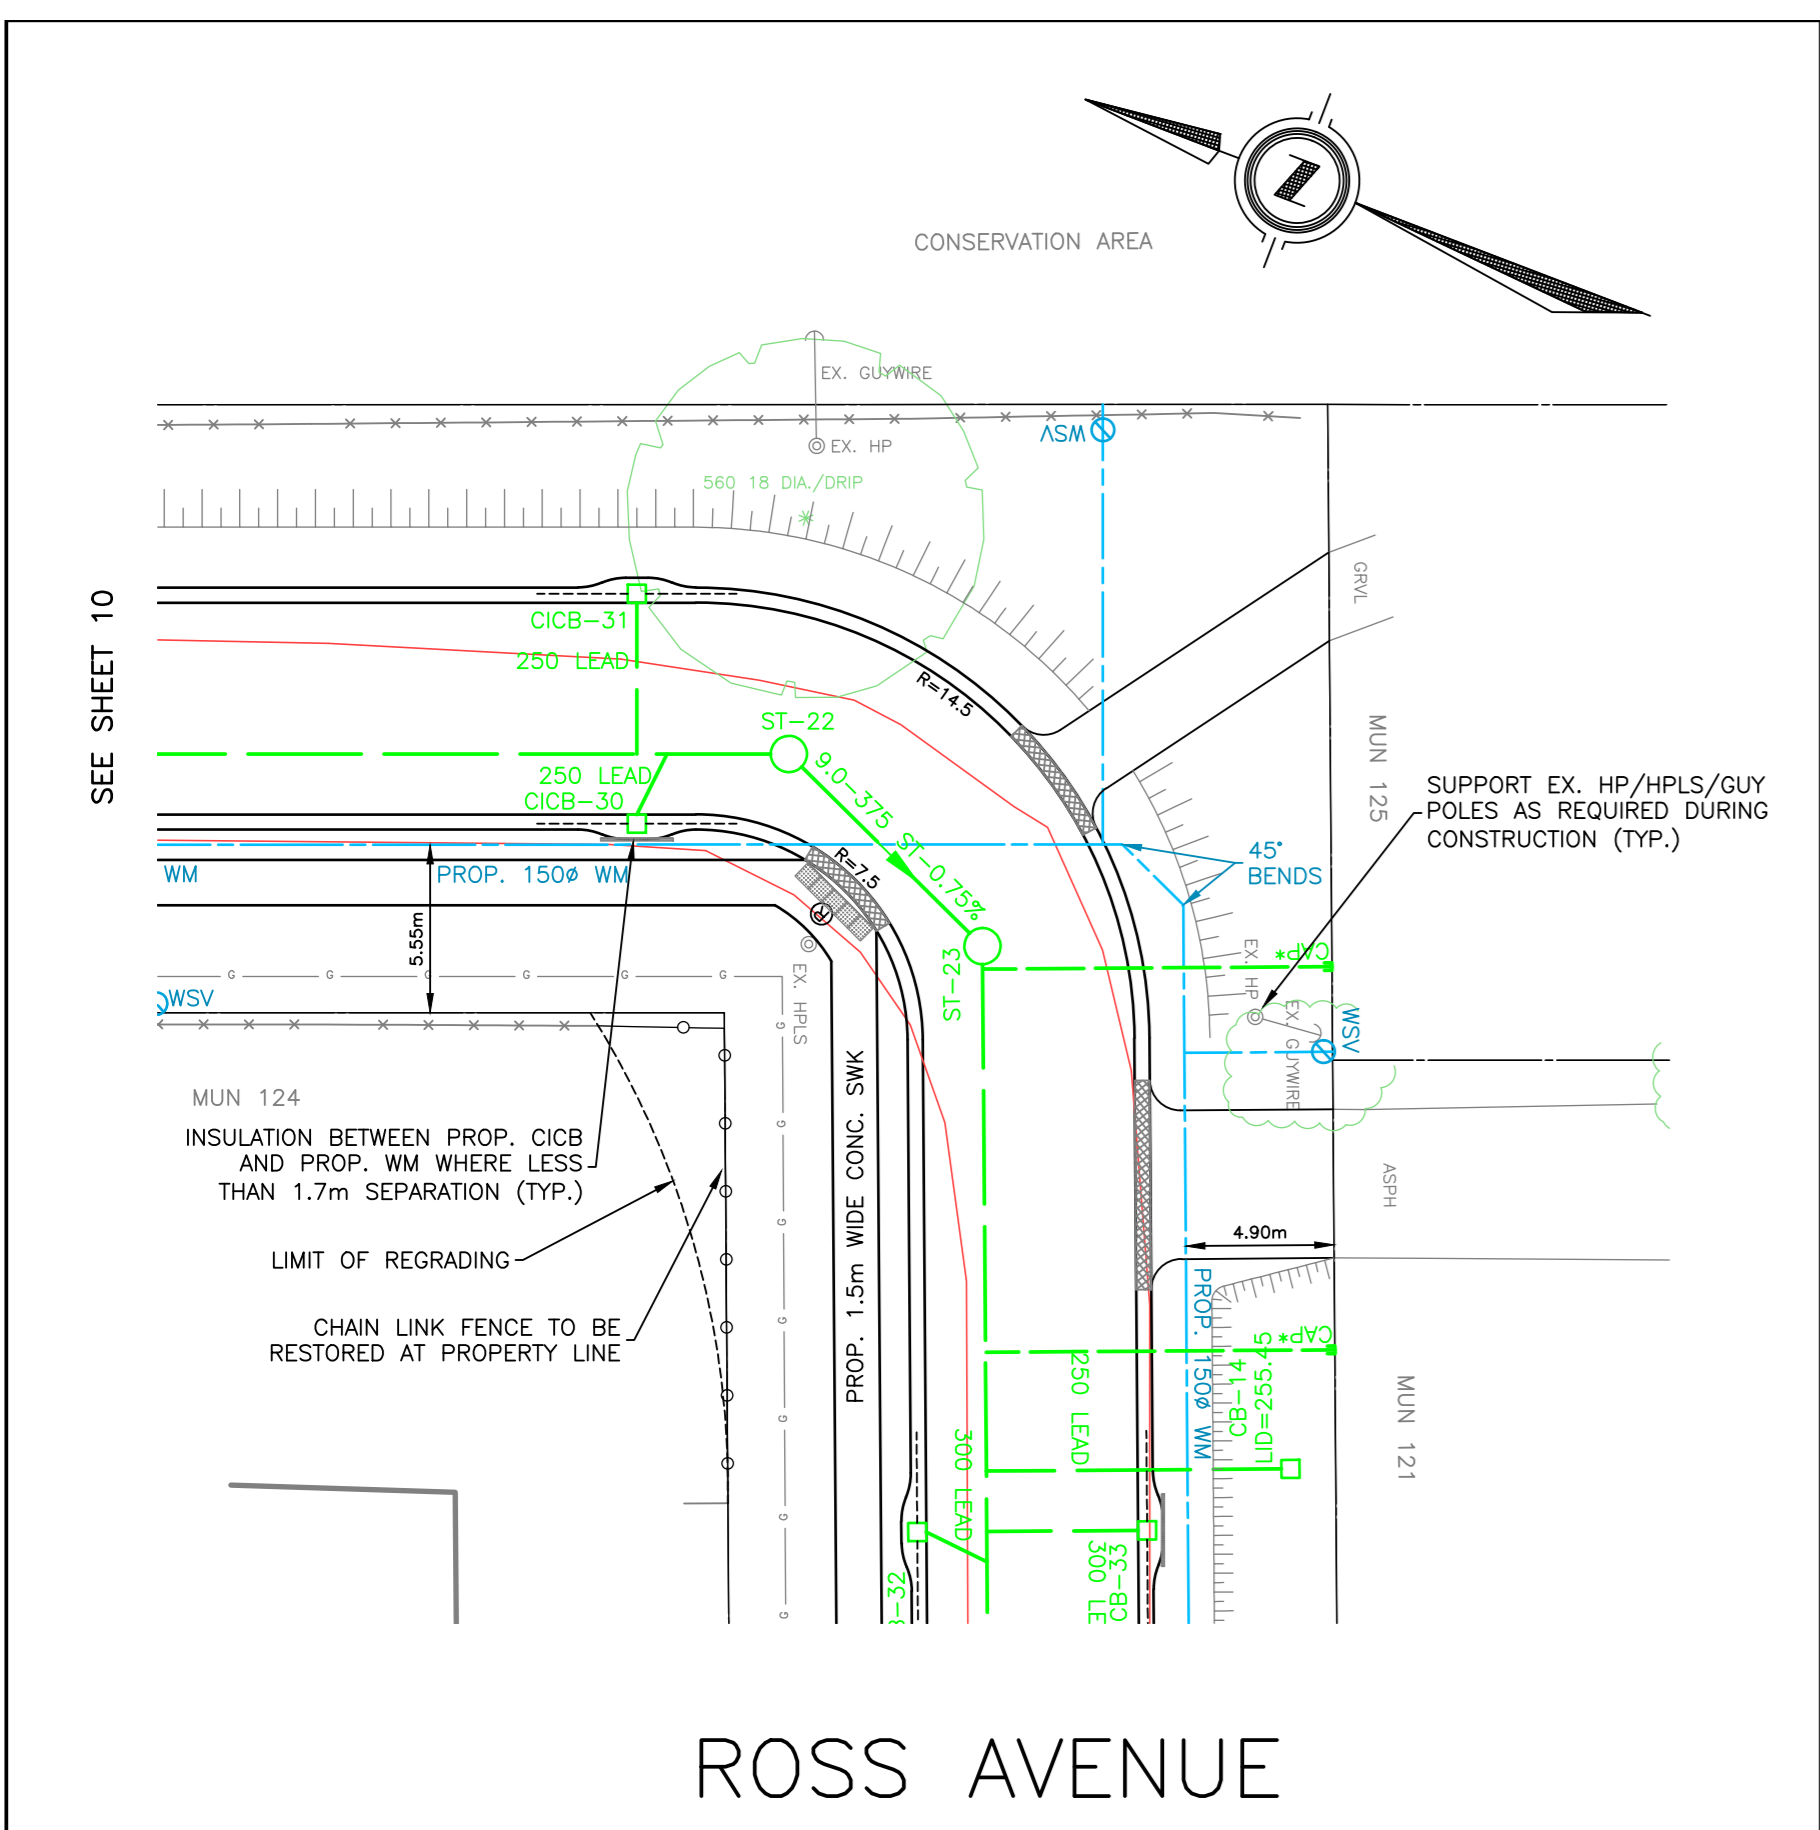 CONSERVATION AREA
EX. GUYWIRE
WSV
EX. HP
560 18 DIA./DRIP
GRVL
SEE SHEET 10
CICB-31
250 LEAD
R=14.5
ST-22
MUN 125
250 LEAD
CICB-30
9.0-375 ST-0.75%
SUPPORT EX. HP/HPLS/GUY
POLES AS REQUIRED DURING
CONSTRUCTION (TYP.)
WM
PROP. 150ø WM
R=7.5
45°
BENDS
5.55m
R
ST-23
EX. HP
CAP*
G G G G G G
WSV
EX. HPLS
EX. GUYWIRE
WSV
G
MUN 124
INSULATION BETWEEN PROP. CICB
AND PROP. WM WHERE LESS
THAN 1.7m SEPARATION (TYP.)
G
PROP. 1.5m WIDE CONC. SWK
ASPH
G
4.90m
LIMIT OF REGRADING
G
PROP. 150ø WM
CHAIN LINK FENCE TO BE
RESTORED AT PROPERTY LINE
CAP*
250 LEAD
CB-14
LID=255.45
MUN 121
G
300 LEAD
G
B-32
300 LE
CB-33
G
ROSS AVENUE